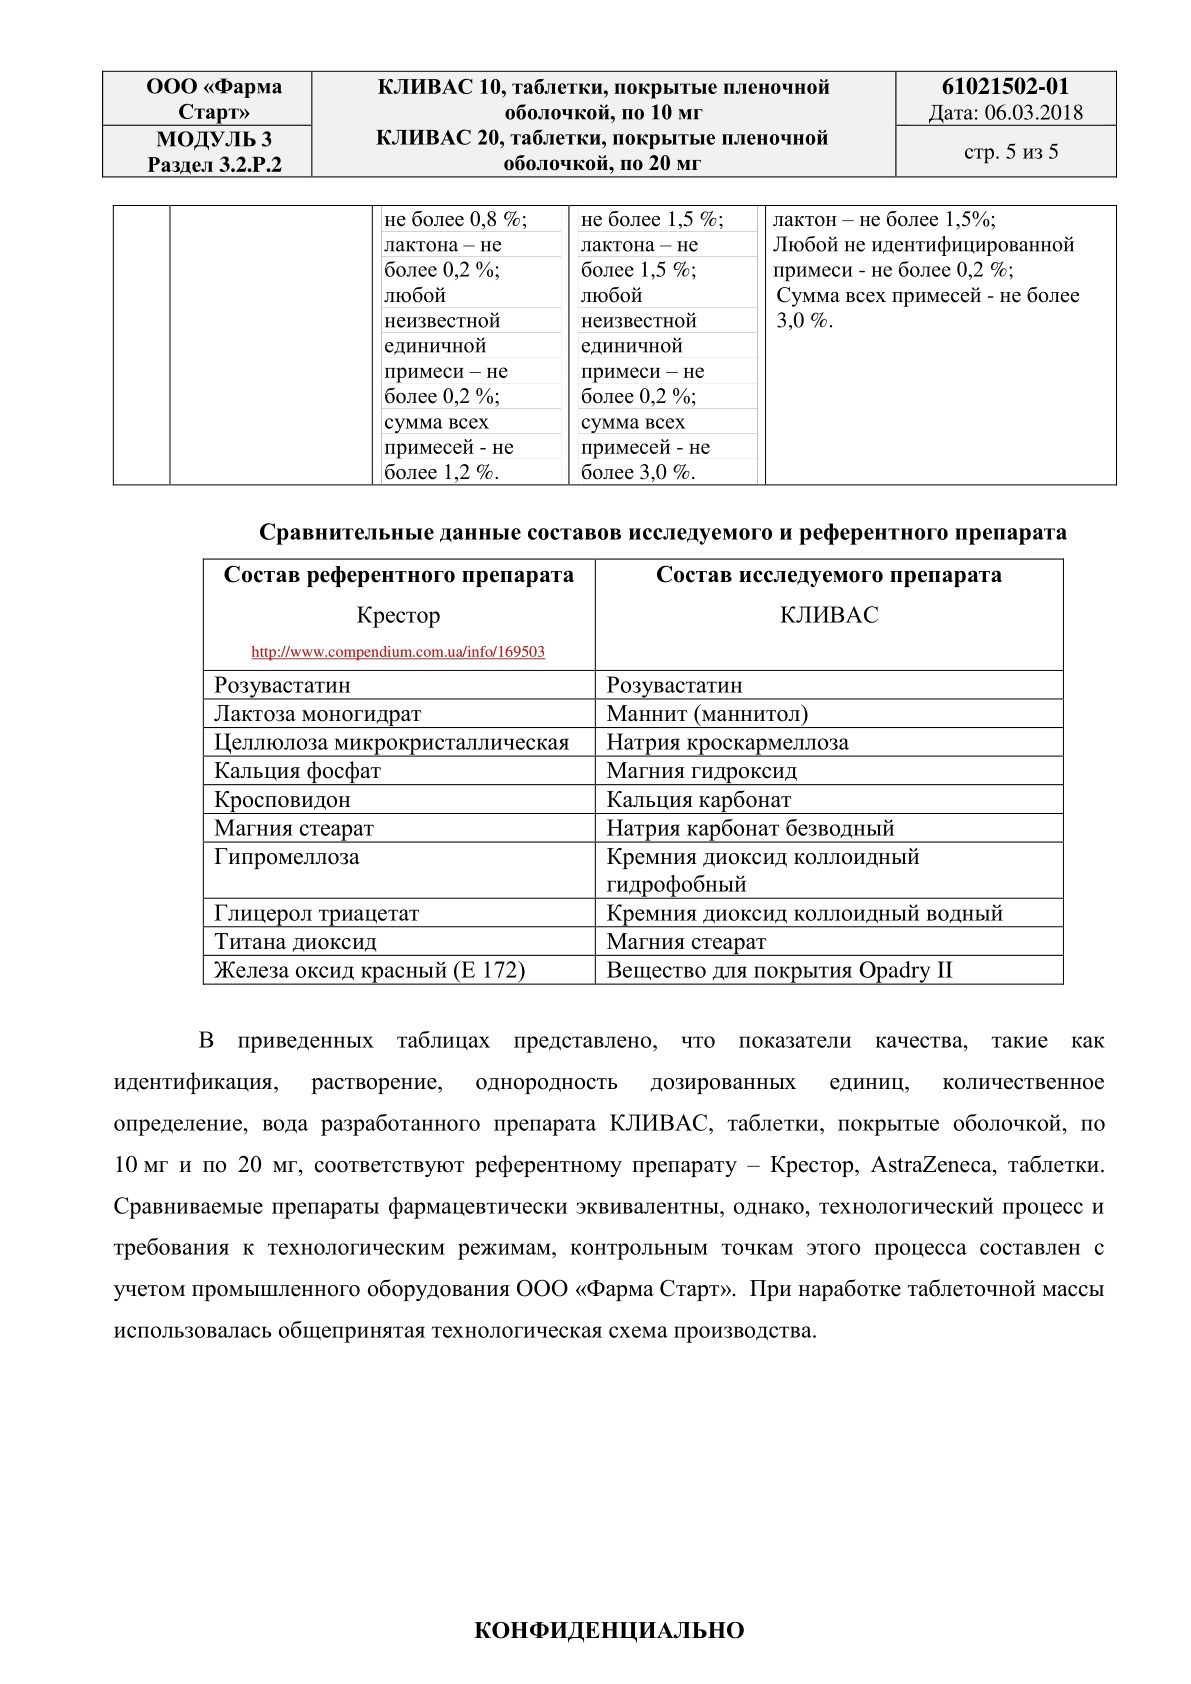 ООО «Фарма
Старт»
МОДУЛЬ 3
Раздел 3.2.Р.2
КЛИВАС 10, таблетки, покрытые пленочной
оболочкой, по 10 мг
КЛИВАС 20, таблетки, покрытые пленочной
оболочкой, по 20 мг
61021502-01
Дата: 06.03.2018
стр. 5 из 5
не более 0,8 %;
лактона – не
более 0,2 %;
любой
неизвестной
единичной
примеси – не
более 0,2 %;
сумма всех
примесей - не
более 1,2 %.
не более 1,5 %;
лактона – не
более 1,5 %;
любой
неизвестной
единичной
примеси – не
более 0,2 %;
сумма всех
примесей - не
более 3,0 %.
лактон – не более 1,5%;
Любой не идентифицированной
примеси - не более 0,2 %;
Сумма всех примесей - не более
3,0 %.
Сравнительные данные составов исследуемого и референтного препарата
Состав референтного препарата
Крестор
http://www.compendium.com.ua/info/169503
Состав исследуемого препарата
КЛИВАС
Розувастатин
Розувастатин
Лактоза моногидрат
Маннит (маннитол)
Целлюлоза микрокристаллическая
Натрия кроскармеллоза
Кальция фосфат
Магния гидроксид
Кросповидон
Кальция карбонат
Магния стеарат
Натрия карбонат безводный
Гипромеллоза
Кремния диоксид коллоидный
гидрофобный
Глицерол триацетат
Кремния диоксид коллоидный водный
Титана диоксид
Магния стеарат
Железа оксид красный (Е 172)
Вещество для покрытия Opadry II
В приведенных таблицах представлено, что показатели качества, такие как
идентификация, растворение, однородность дозированных единиц, количественное
определение, вода разработанного препарата КЛИВАС, таблетки, покрытые оболочкой, по
10 мг и по 20 мг, соответствуют референтному препарату – Крестор, AstraZeneca, таблетки.
Сравниваемые препараты фармацевтически эквивалентны, однако, технологический процесс и
требования к технологическим режимам, контрольным точкам этого процесса составлен с
учетом промышленного оборудования ООО «Фарма Старт». При наработке таблеточной массы
использовалась общепринятая технологическая схема производства.
КОНФИДЕНЦИАЛЬНО